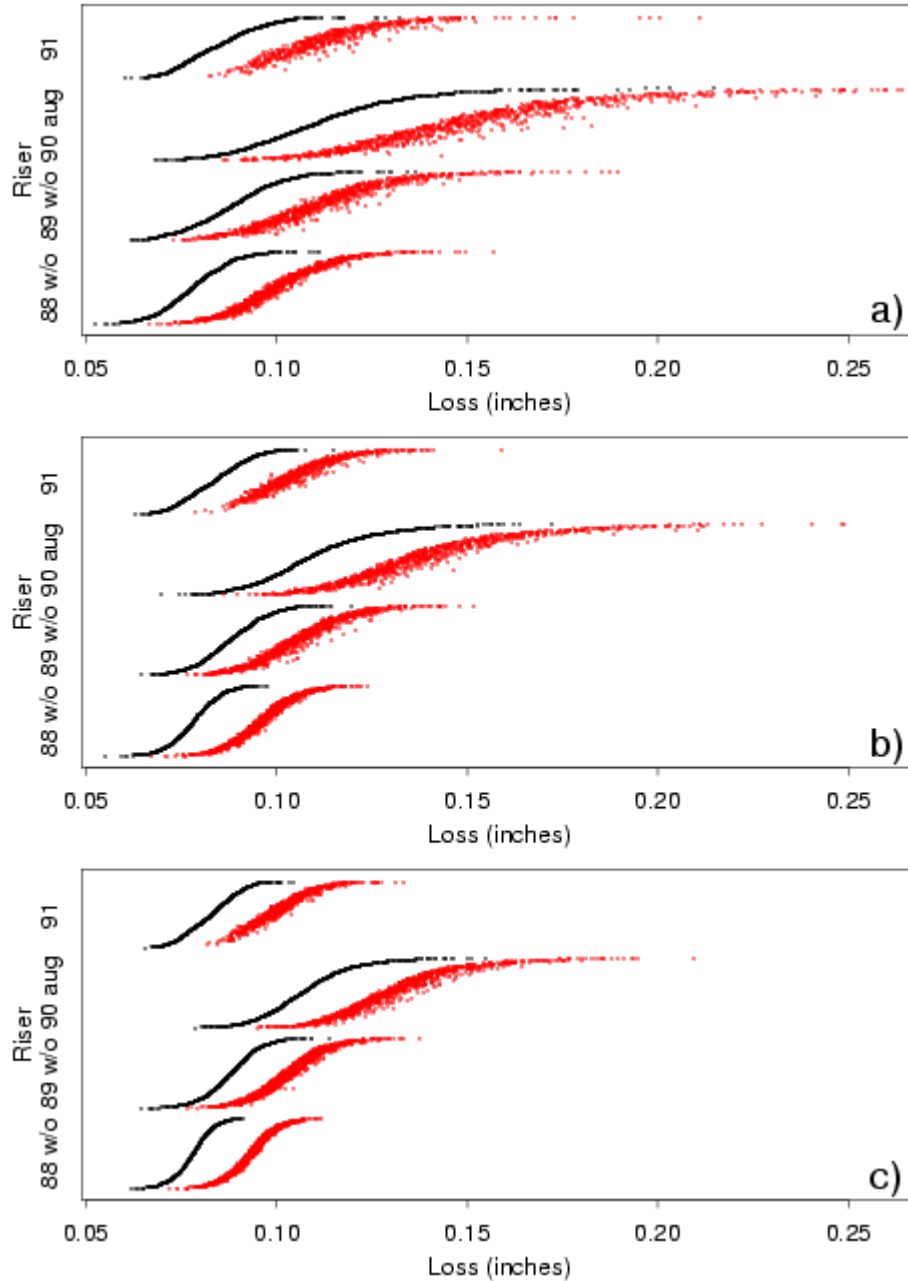 Riser
88 w/o 89 w/o 90 aug 91
a)
0.05 0.10 0.15 0.20 0.25
Loss (inches)
Riser
88 w/o 89 w/o 90 aug 91
b)
0.05 0.10 0.15 0.20 0.25
Loss (inches)
Riser
88 w/o 89 w/o 90 aug 91
c)
0.05 0.10 0.15 0.20 0.25
Loss (inches)